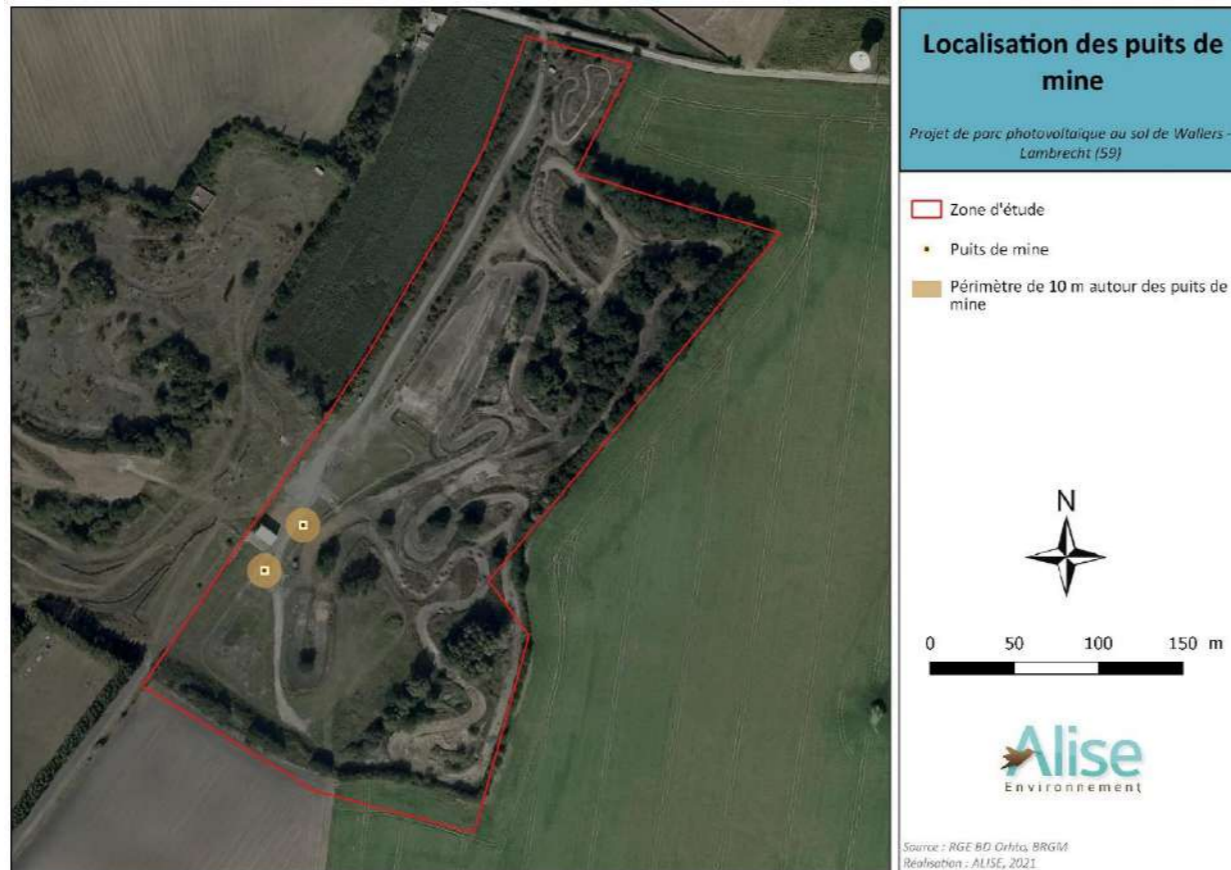 Localisation des puits de
mine
Projet de parc photovoltaïque au sol de Wallers -
Lambrecht (59)
Zone d'étude
Puits de mine
Périmètre de 10 m autour des puits de
mine
N
0 50 100 150 m
Alise
Environnement
Source : RGE BD Orhto, BRGM
Réalisation : ALISE, 2021